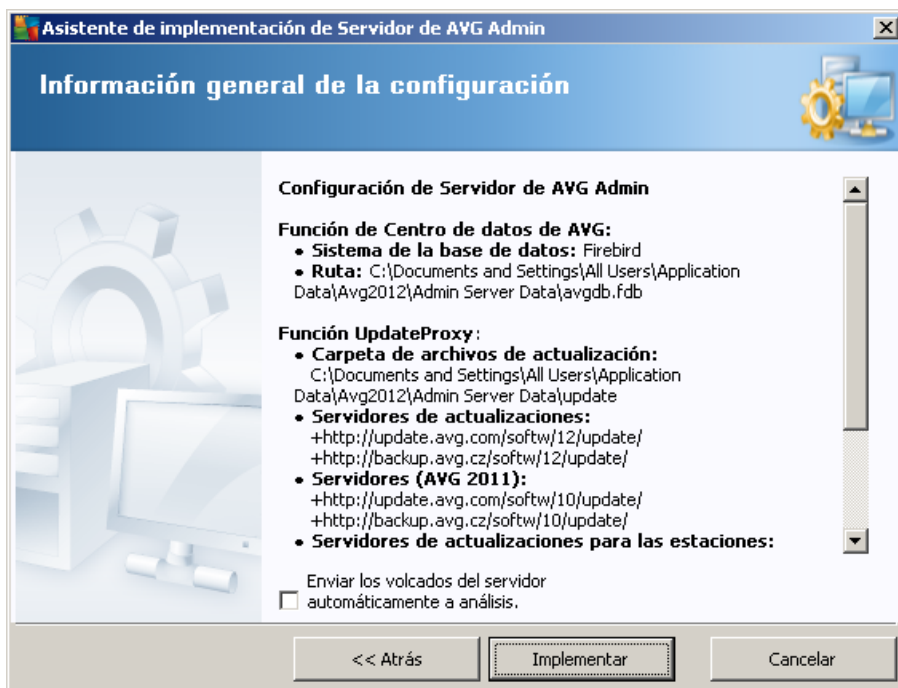 Asistente de implementación de Servidor de AVG Admin
Información general de la configuración
Configuración de Servidor de AVG Admin
Función de Centro de datos de AVG:
• Sistema de la base de datos: Firebird
• Ruta: C:\Documents and Settings\All Users\Application
Data\Avg2012\Admin Server Data\avgdb.fdb
Función UpdateProxy:
• Carpeta de archivos de actualización:
C:\Documents and Settings\All Users\Application
Data\Avg2012\Admin Server Data\update
• Servidores de actualizaciones:
+http://update.avg.com/softw/12/update/
+http://backup.avg.cz/softw/12/update/
• Servidores (AVG 2011):
+http://update.avg.com/softw/10/update/
+http://backup.avg.cz/softw/10/update/
• Servidores de actualizaciones para las estaciones:
Enviar los volcados del servidor
automáticamente a análisis.
<< Atrás
Implementar
Cancelar